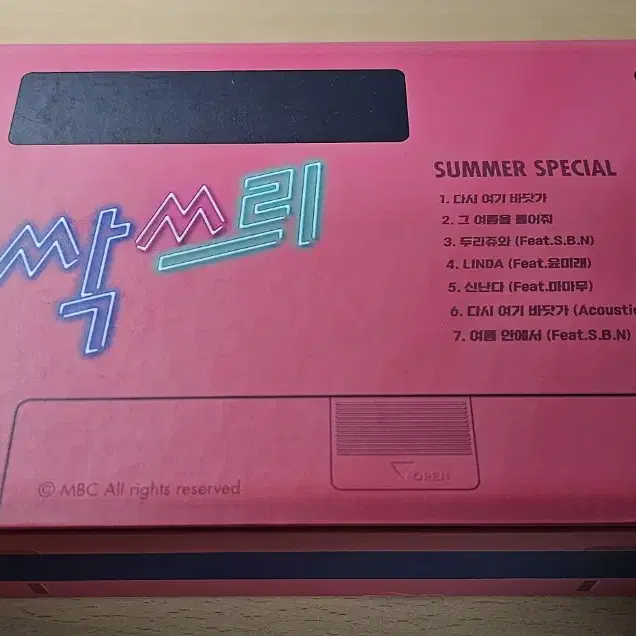 싹쓰리
SUMMER SPECIAL
1. 다시 여기 바닷가
2. 그 여름을 틀어줘
3. 두리쥬와 (Feat.S.B.N)
4. LINDA (Feat.윤미래)
5. 신난다 (Feat.마마무)
6. 다시 여기 바닷가 (Acoustic
7. 여름 안에서 (Feat.S.B.N)
OPEN
© MBC All rights reserved